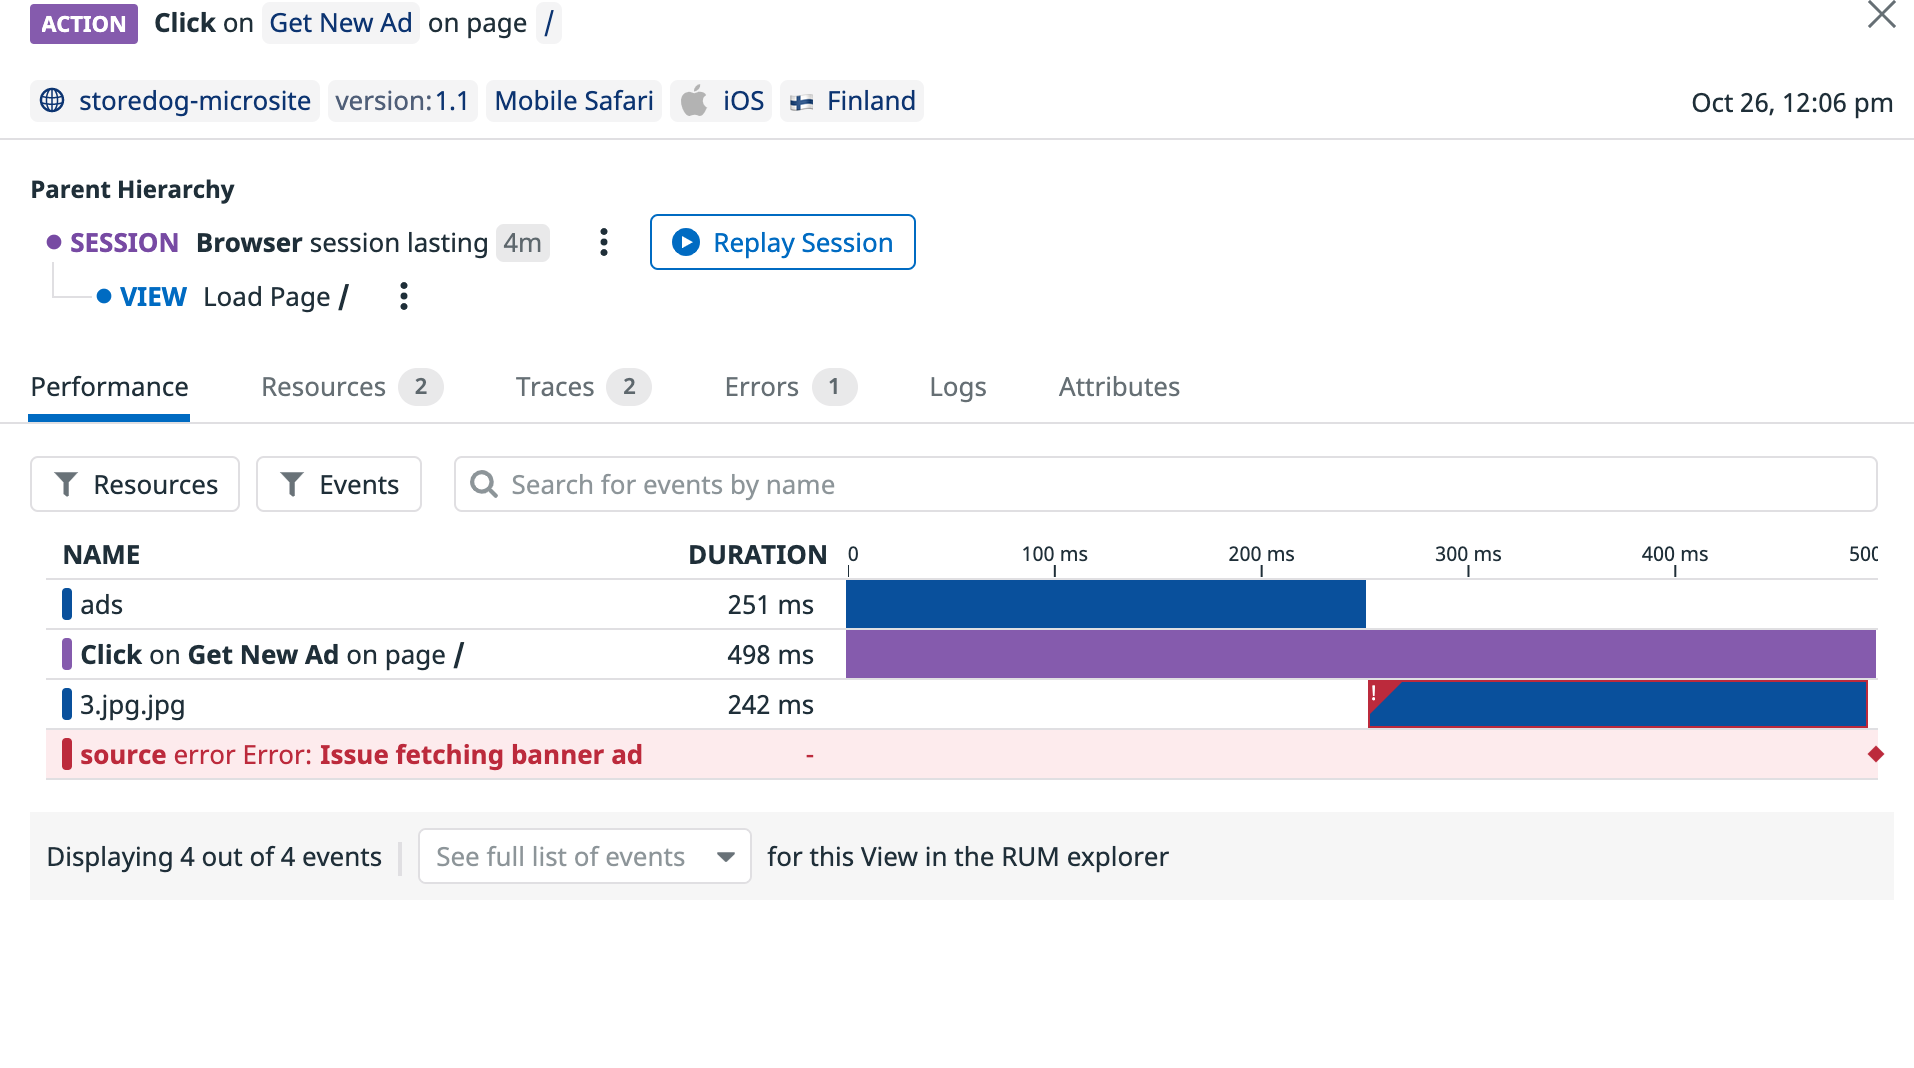 ACTION Click on Get New Ad on page /
storedog-microsite version:1.1 Mobile Safari iOS Finland Oct 26, 12:06 pm
Parent Hierarchy
SESSION Browser session lasting 4m Replay Session
VIEW Load Page /
Performance Resources 2 Traces 2 Errors 1 Logs Attributes
Resources Events Search for events by name
NAME DURATION 0 100 ms 200 ms 300 ms 400 ms 500
ads 251 ms
Click on Get New Ad on page / 498 ms
3.jpg.jpg 242 ms !
source error Error: Issue fetching banner ad -
Displaying 4 out of 4 events See full list of events for this View in the RUM explorer